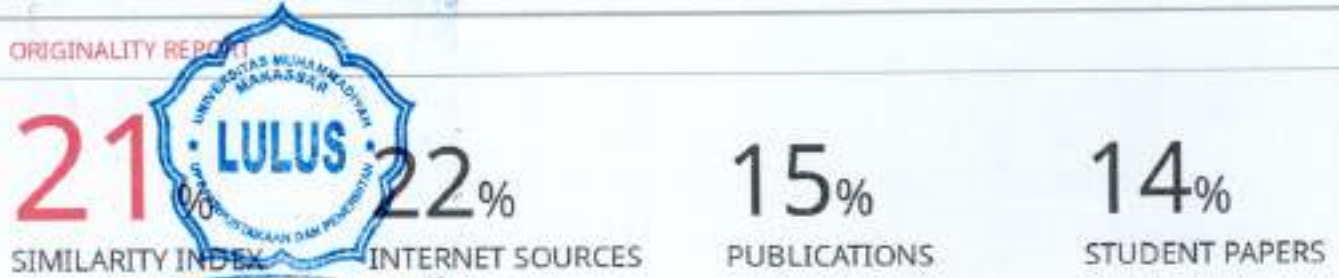 ORIGINALITY REPORT
UNIVERSITAS MUHAMMADIYAH
MAKASSAR
LULUS
21%
22%
15%
14%
SIMILARITY INDEX
INTERNET SOURCES
PUBLICATIONS
STUDENT PAPERS